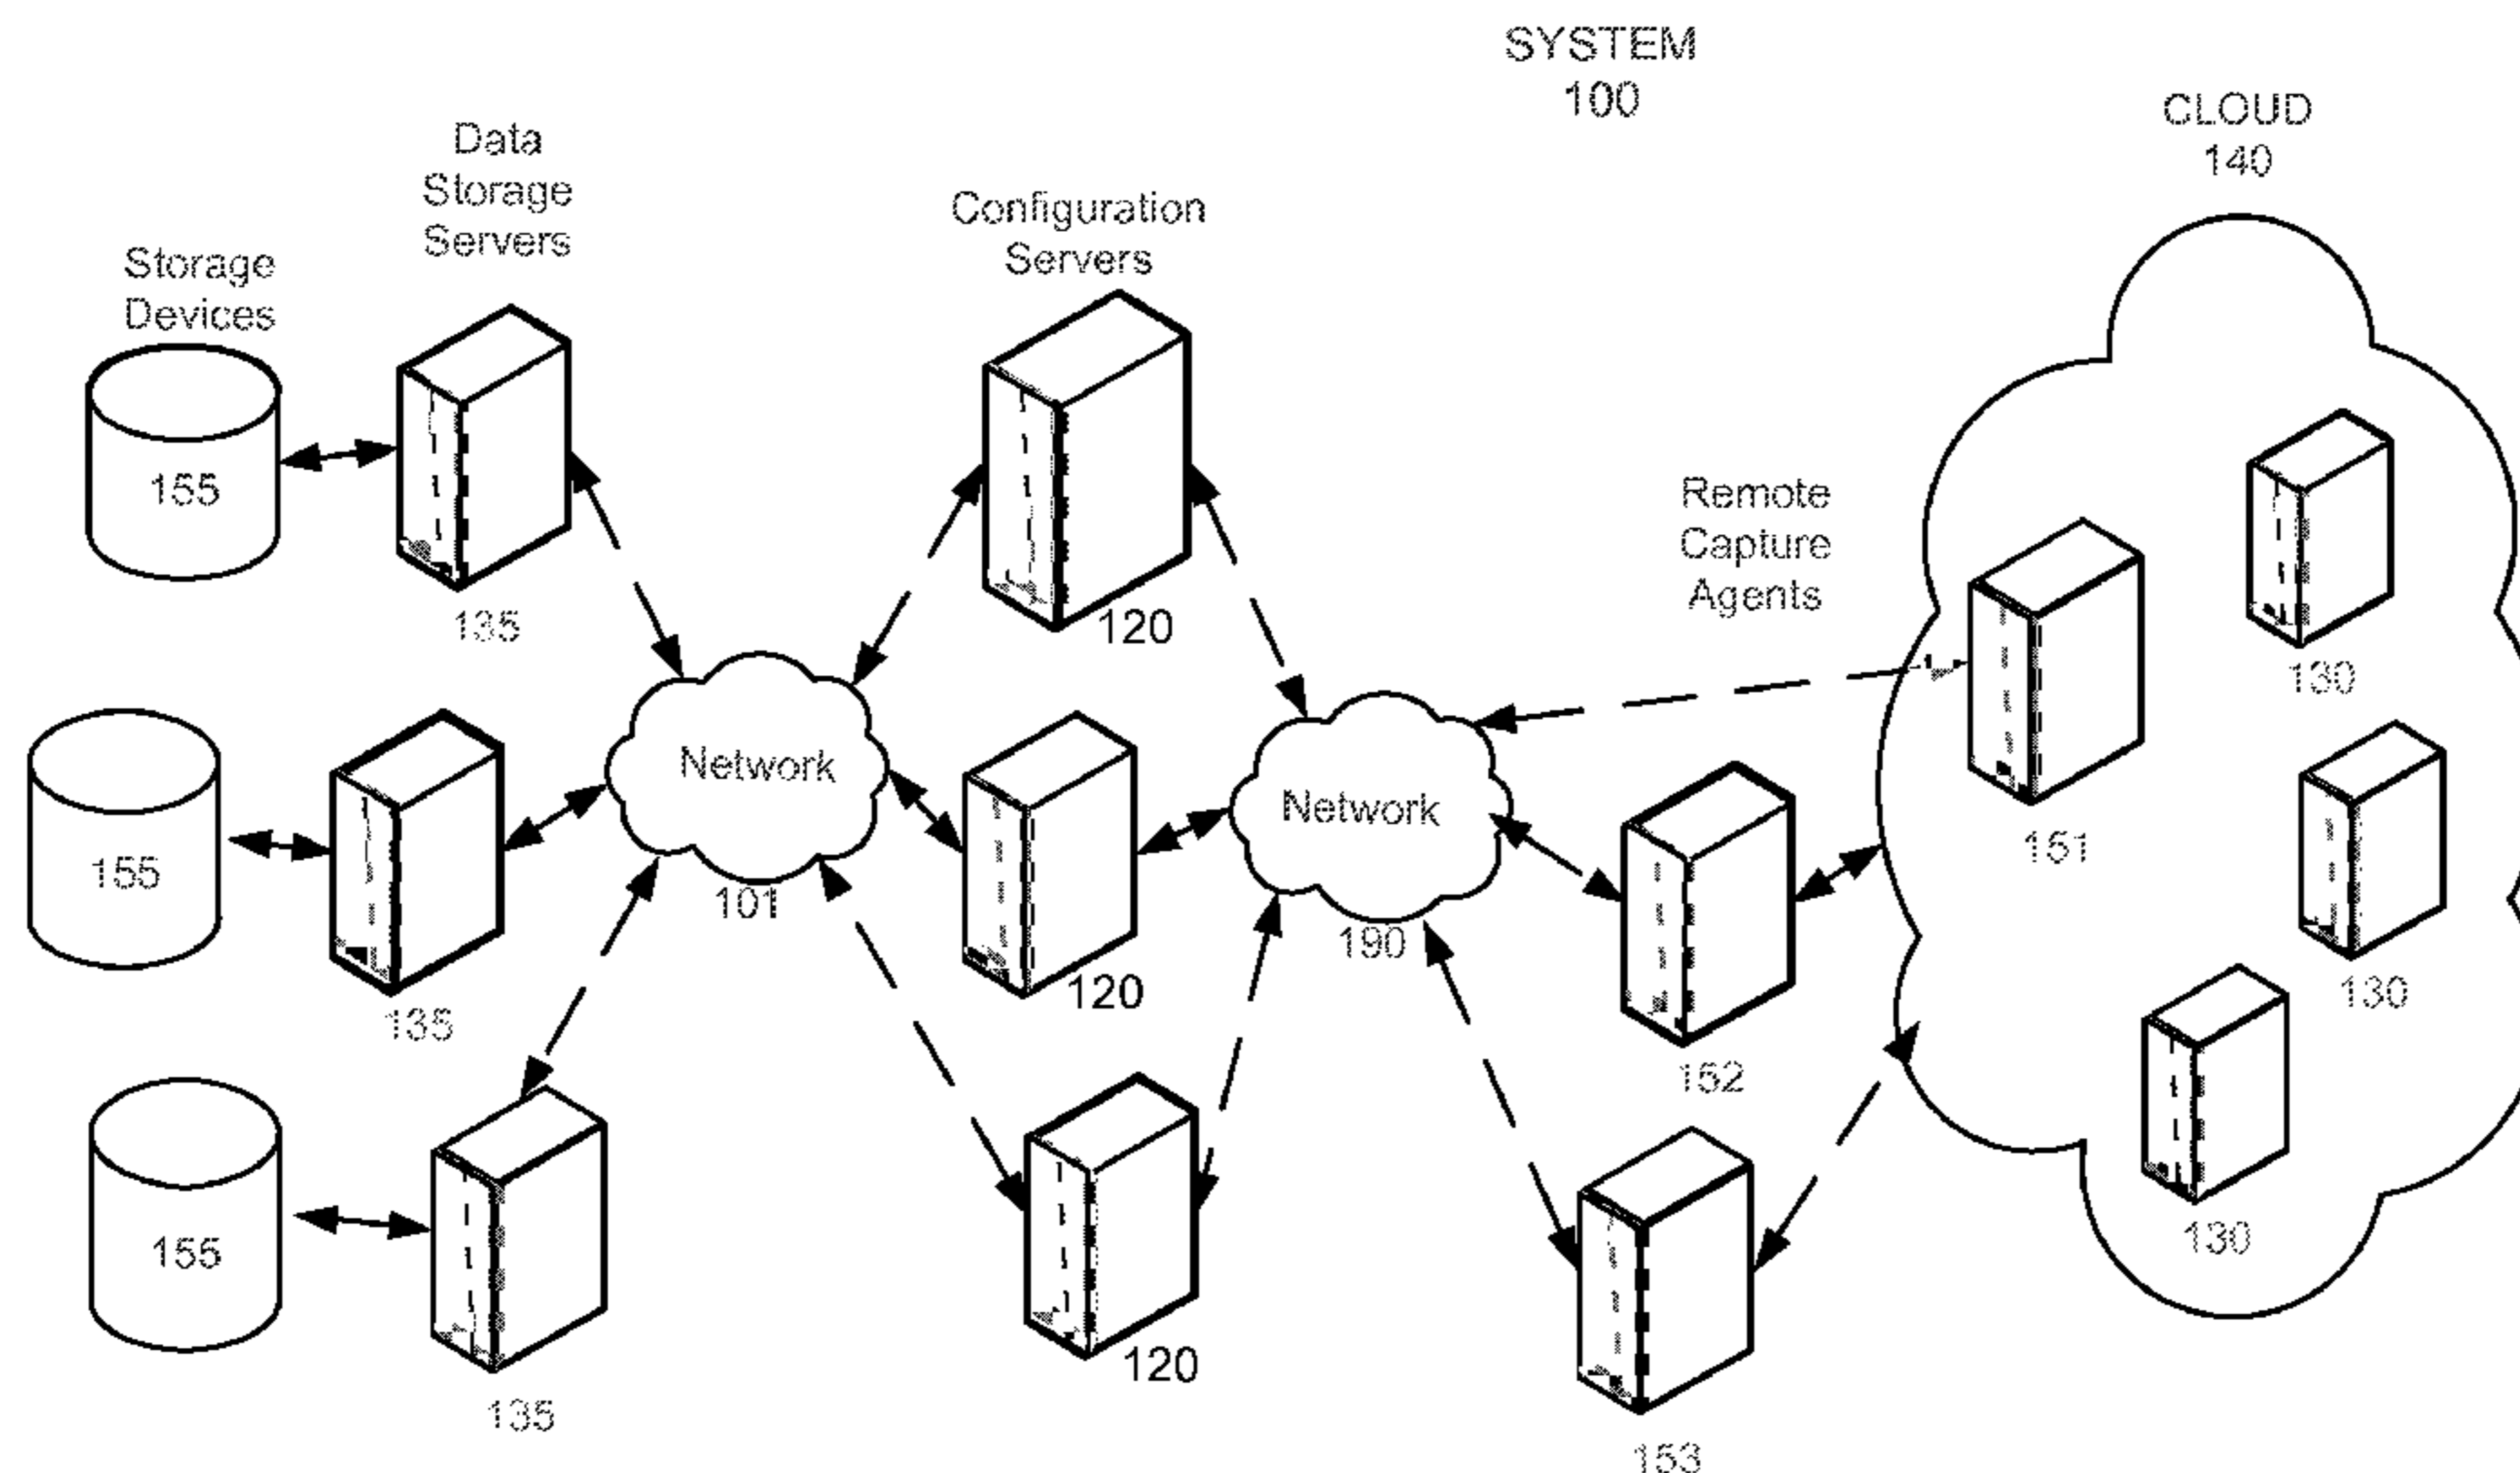 SYSTEM
100
CLOUD
140
Data
Storage
Servers
Configuration
Servers
Storage
Devices
Remote
Capture
Agents
155
135
120
130
Network
101
Network
190
151
155
135
120
152
130
155
135
120
153
130